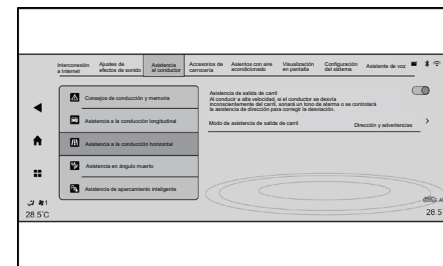 Interconexión a Internet
Ajustes de efectos de sonido
Asistencia al conductor
Accesorios de carrocería
Asientos con aire acondicionado
Visualización en pantalla
Configuración del sistema
Asistente de voz
Consejos de conducción y memoria
Asistencia a la conducción longitudinal
Asistencia a la conducción horizontal
Asistencia en ángulo muerto
Asistencia de aparcamiento inteligente
Asistencia de salida de carril
Al conducir a alta velocidad, si el conductor se desvía
inconscientemente del carril, sonará un tono de alarma o se controlará
la asistencia de dirección para corregir la desviación.
Modo de asistencia de salida de carril
Dirección y advertencias
1
28.5°C
28.5